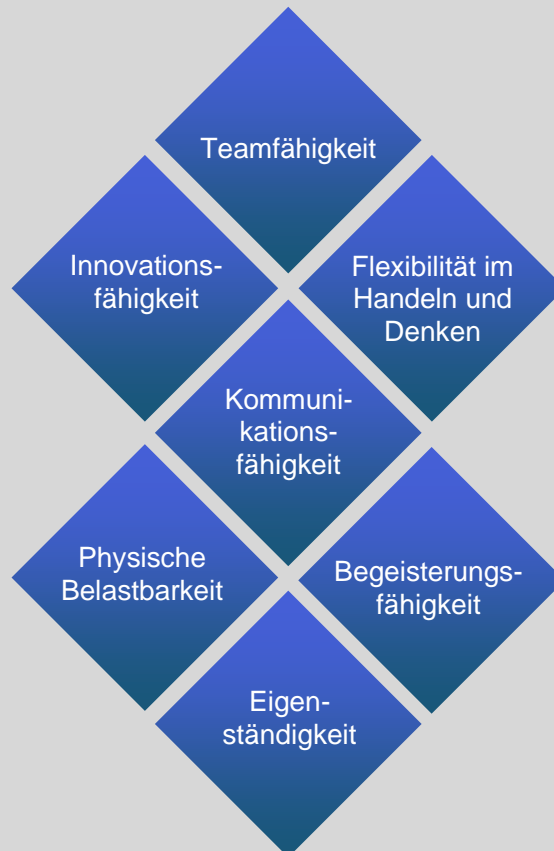 Teamfähigkeit
Innovations-
fähigkeit
Flexibilität im
Handeln und
Denken
Kommuni-
kations-
fähigkeit
Physische
Belastbarkeit
Begeisterungs-
fähigkeit
Eigen-
ständigkeit